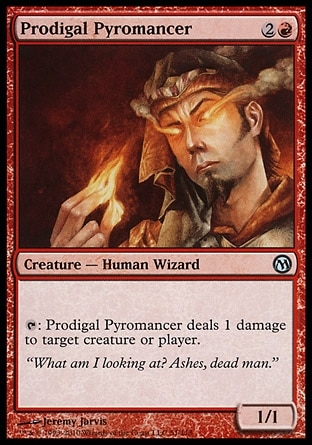 Prodigal Pyromancer 2
Creature — Human Wizard
: Prodigal Pyromancer deals 1 damage
to target creature or player.
“What am I looking at? Ashes, dead man.”
Jeremy Jarvis
1/1